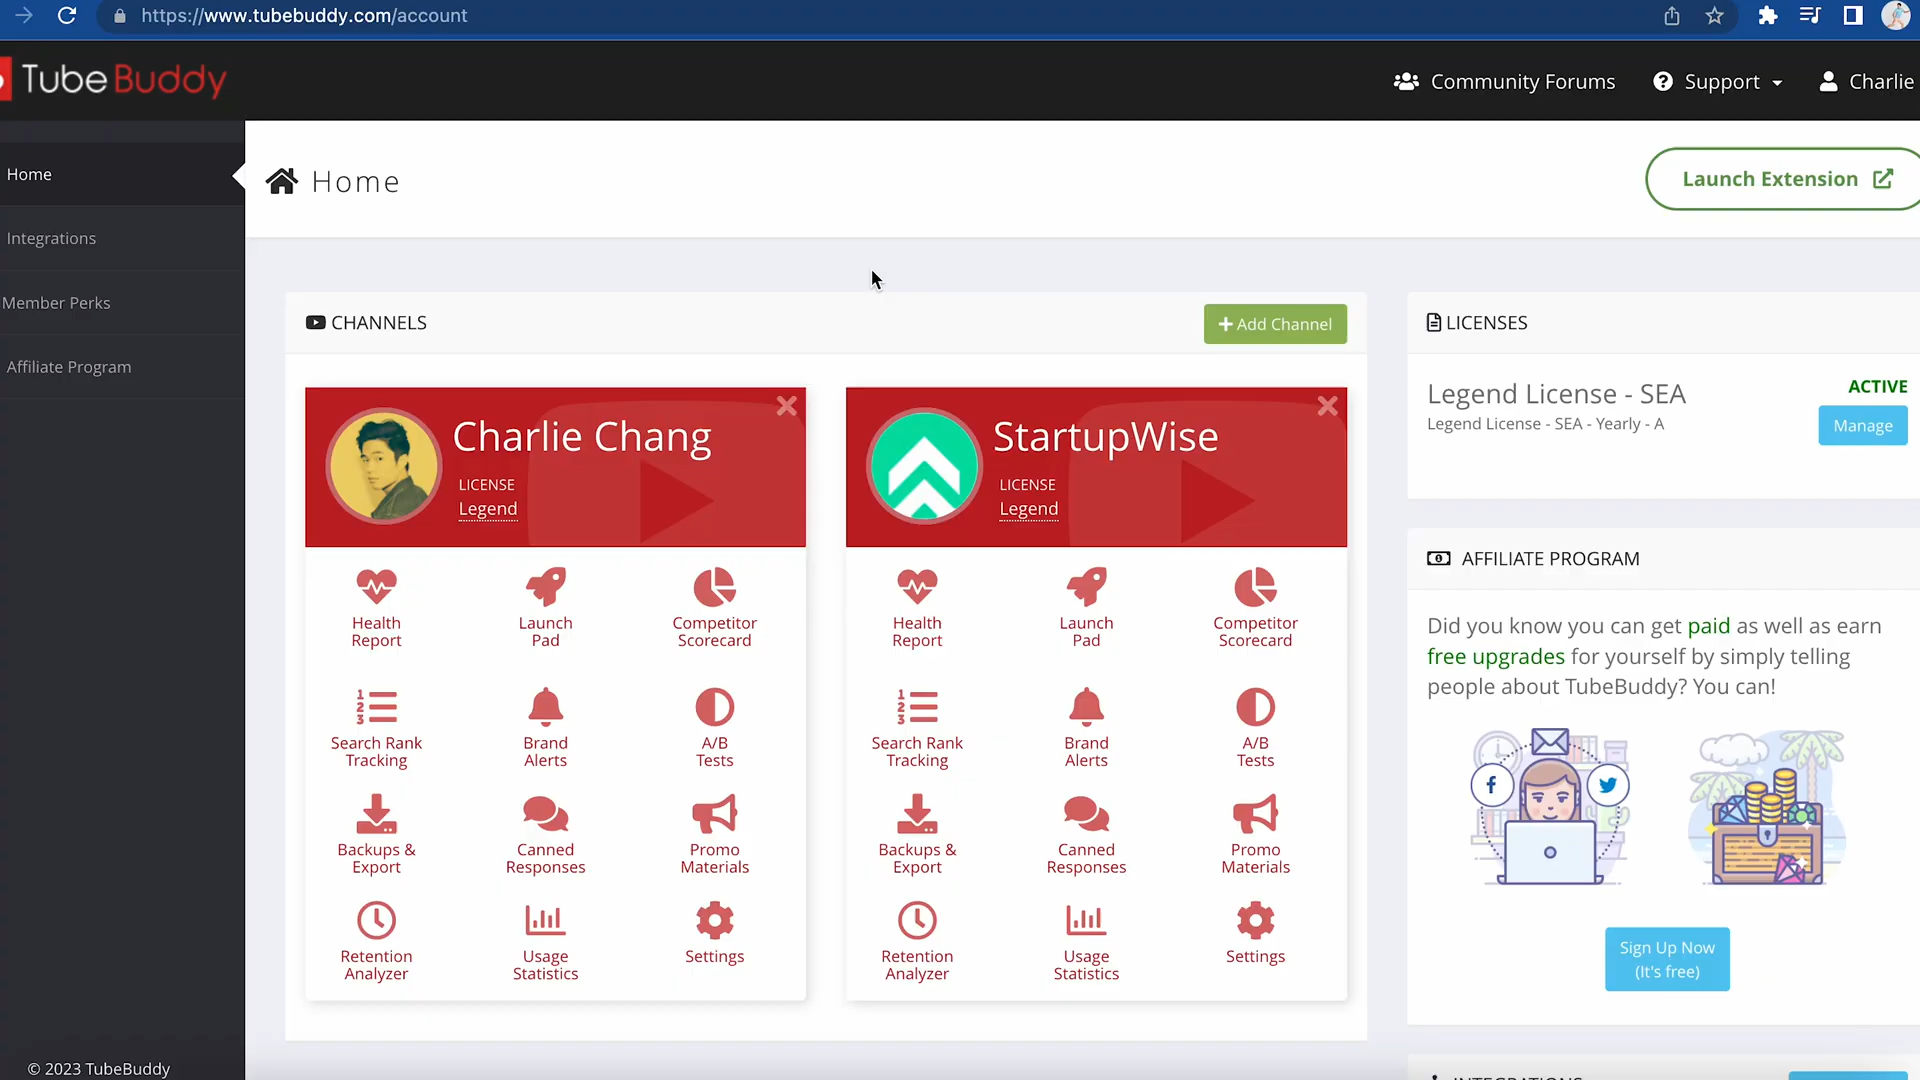 https://www.tubebuddy.com/account
TubeBuddy
Community Forums
Support
Charlie
Home
Integrations
Member Perks
Affiliate Program
© 2023 TubeBuddy
Home
Launch Extension
CHANNELS
+ Add Channel
Charlie Chang
LICENSE
Legend
Health
Report
Launch
Pad
Competitor
Scorecard
Search Rank
Tracking
Brand
Alerts
A/B
Tests
Backups &
Export
Canned
Responses
Promo
Materials
Retention
Analyzer
Usage
Statistics
Settings
StartupWise
LICENSE
Legend
Health
Report
Launch
Pad
Competitor
Scorecard
Search Rank
Tracking
Brand
Alerts
A/B
Tests
Backups &
Export
Canned
Responses
Promo
Materials
Retention
Analyzer
Usage
Statistics
Settings
LICENSES
Legend License - SEA
ACTIVE
Legend License - SEA - Yearly - A
Manage
AFFILIATE PROGRAM
Did you know you can get paid as well as earn
free upgrades for yourself by simply telling
people about TubeBuddy? You can!
Sign Up Now
(It's free)
INTEGRATIONS